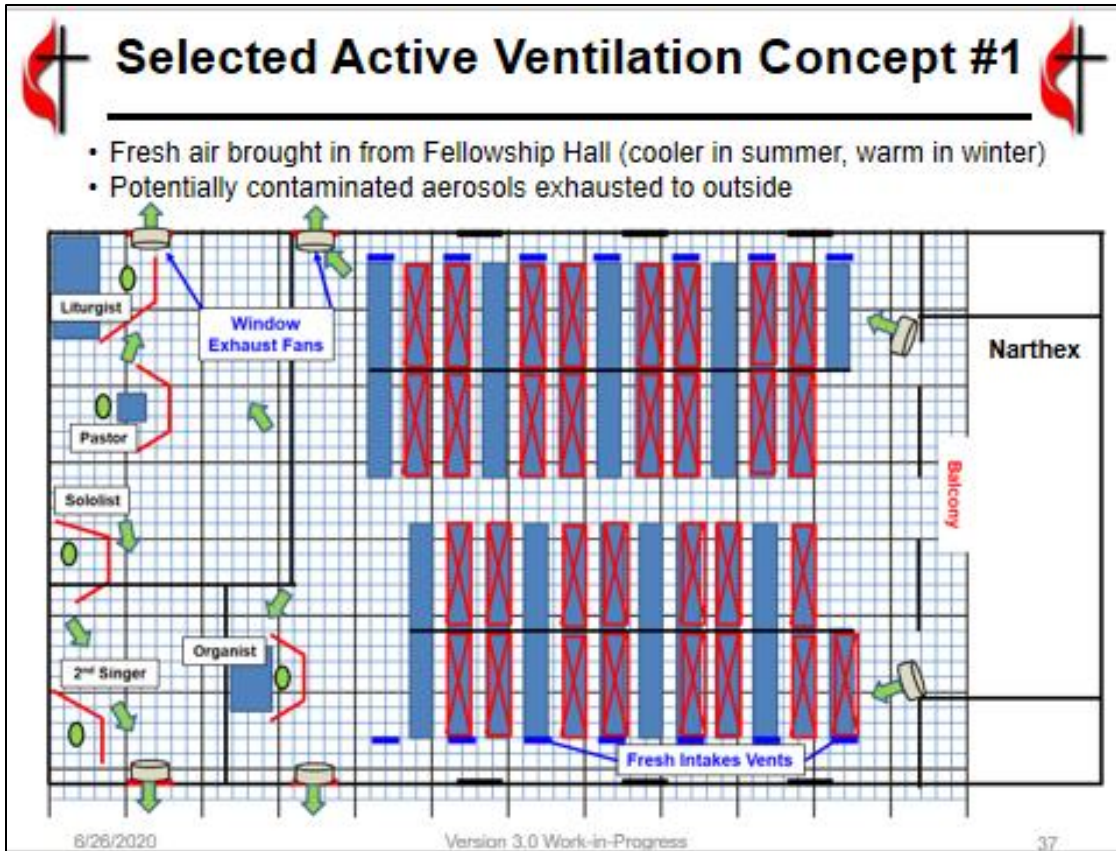 Selected Active Ventilation Concept #1
• Fresh air brought in from Fellowship Hall (cooler in summer, warm in winter)
• Potentially contaminated aerosols exhausted to outside
Liturgist
Window
Exhaust Fans
Narthex
Pastor
Sololist
Balcony
Organist
2nd Singer
Fresh Intakes Vents
6/26/2020
Version 3.0 Work-in-Progress
37